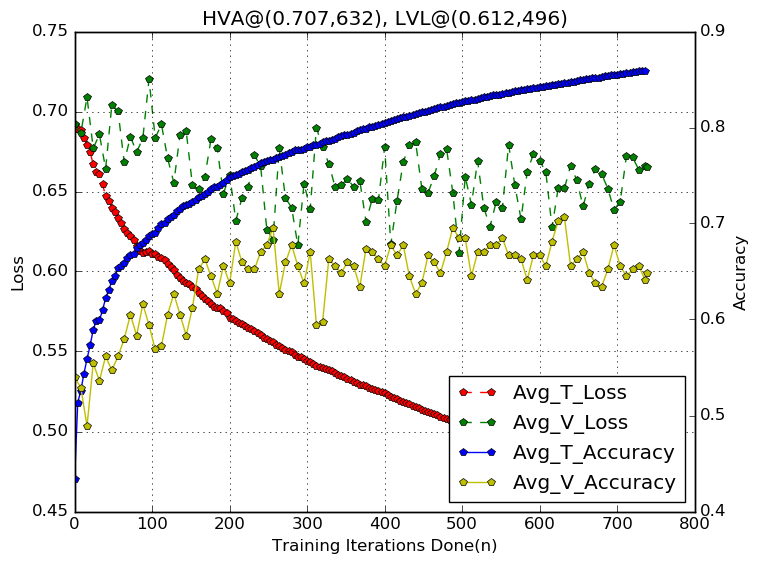 HVA@(0.707,632), LVL@(0.612,496)
0.75
0.70
0.65
0.60
0.55
0.50
0.45
Loss
0.9
0.8
0.7
0.6
0.5
0.4
Accuracy
Avg_T_Loss
Avg_V_Loss
Avg_T_Accuracy
Avg_V_Accuracy
0 100 200 300 400 500 600 700 800
Training Iterations Done(n)